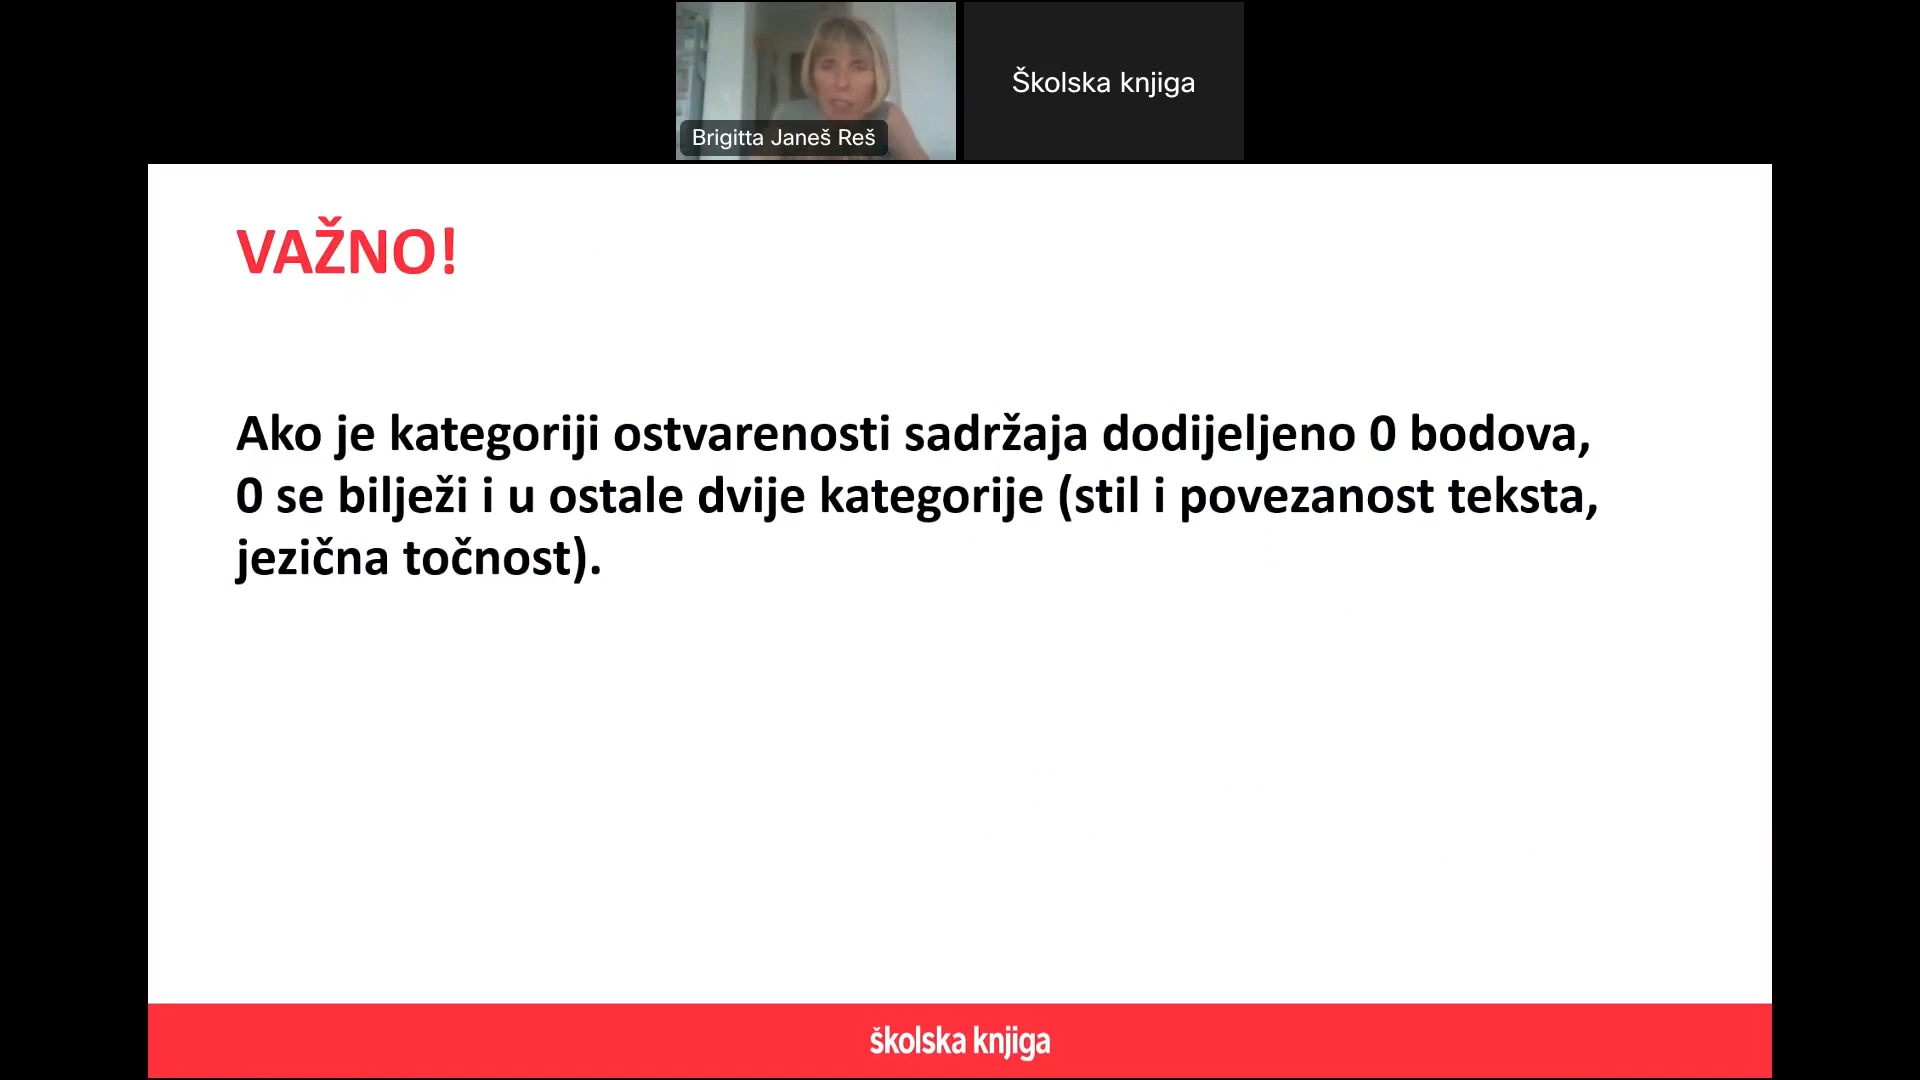 Brigitta Janeš Reš
Školska knjiga
VAŽNO!
Ako je kategoriji ostvarenosti sadržaja dodijeljeno 0 bodova,
0 se bilježi i u ostale dvije kategorije (stil i povezanost teksta,
jezična točnost).
školska knjiga